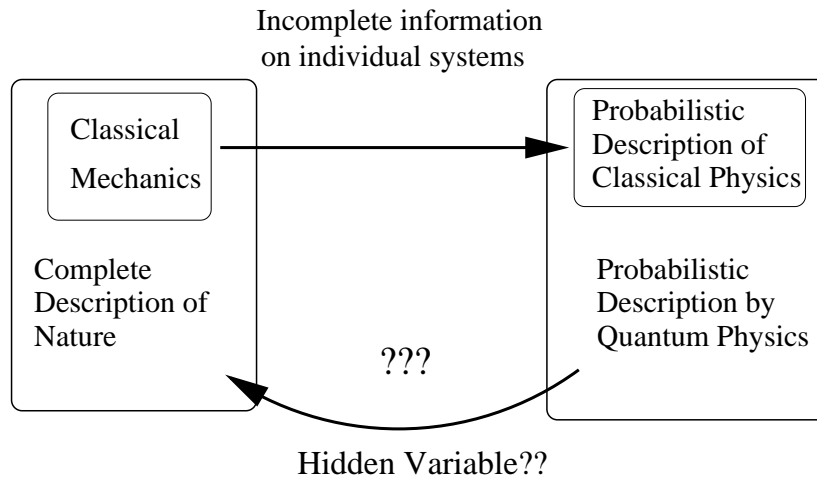 Incomplete information
on individual systems
Classical
Mechanics
Probabilistic
Description of
Classical Physics
Complete
Description of
Nature
Probabilistic
Description by
Quantum Physics
???
Hidden Variable??